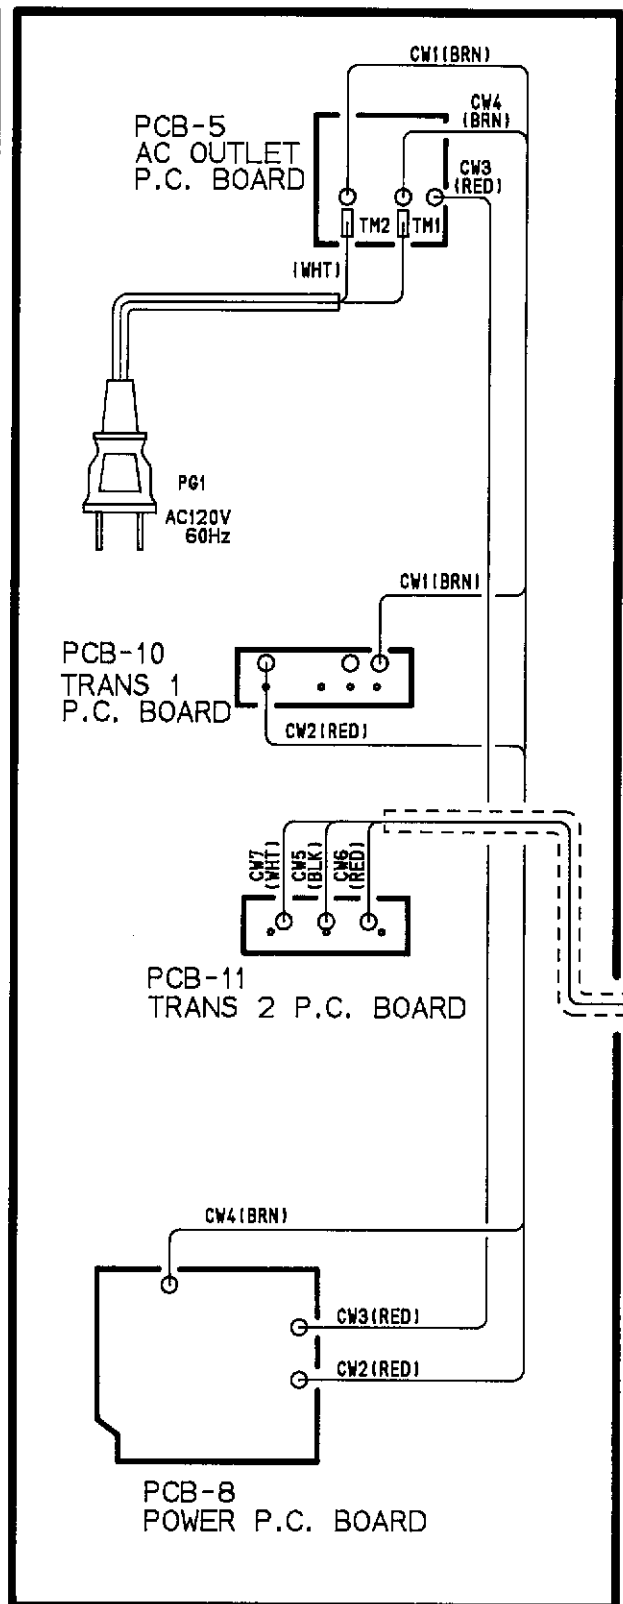 CW1(BRN)
CW4
(BRN)
PCB-5
AC OUTLET
P.C. BOARD
CW3
(RED)
TM2
TM1
(WHT)
PG1
AC120V
60Hz
CW1(BRN)
PCB-10
TRANS 1
P.C. BOARD
CW2(RED)
CW7
(WHT)
CW5
(BLK)
CW6
(RED)
PCB-11
TRANS 2 P.C. BOARD
CW4(BRN)
CW3(RED)
CW2(RED)
PCB-8
POWER P.C. BOARD